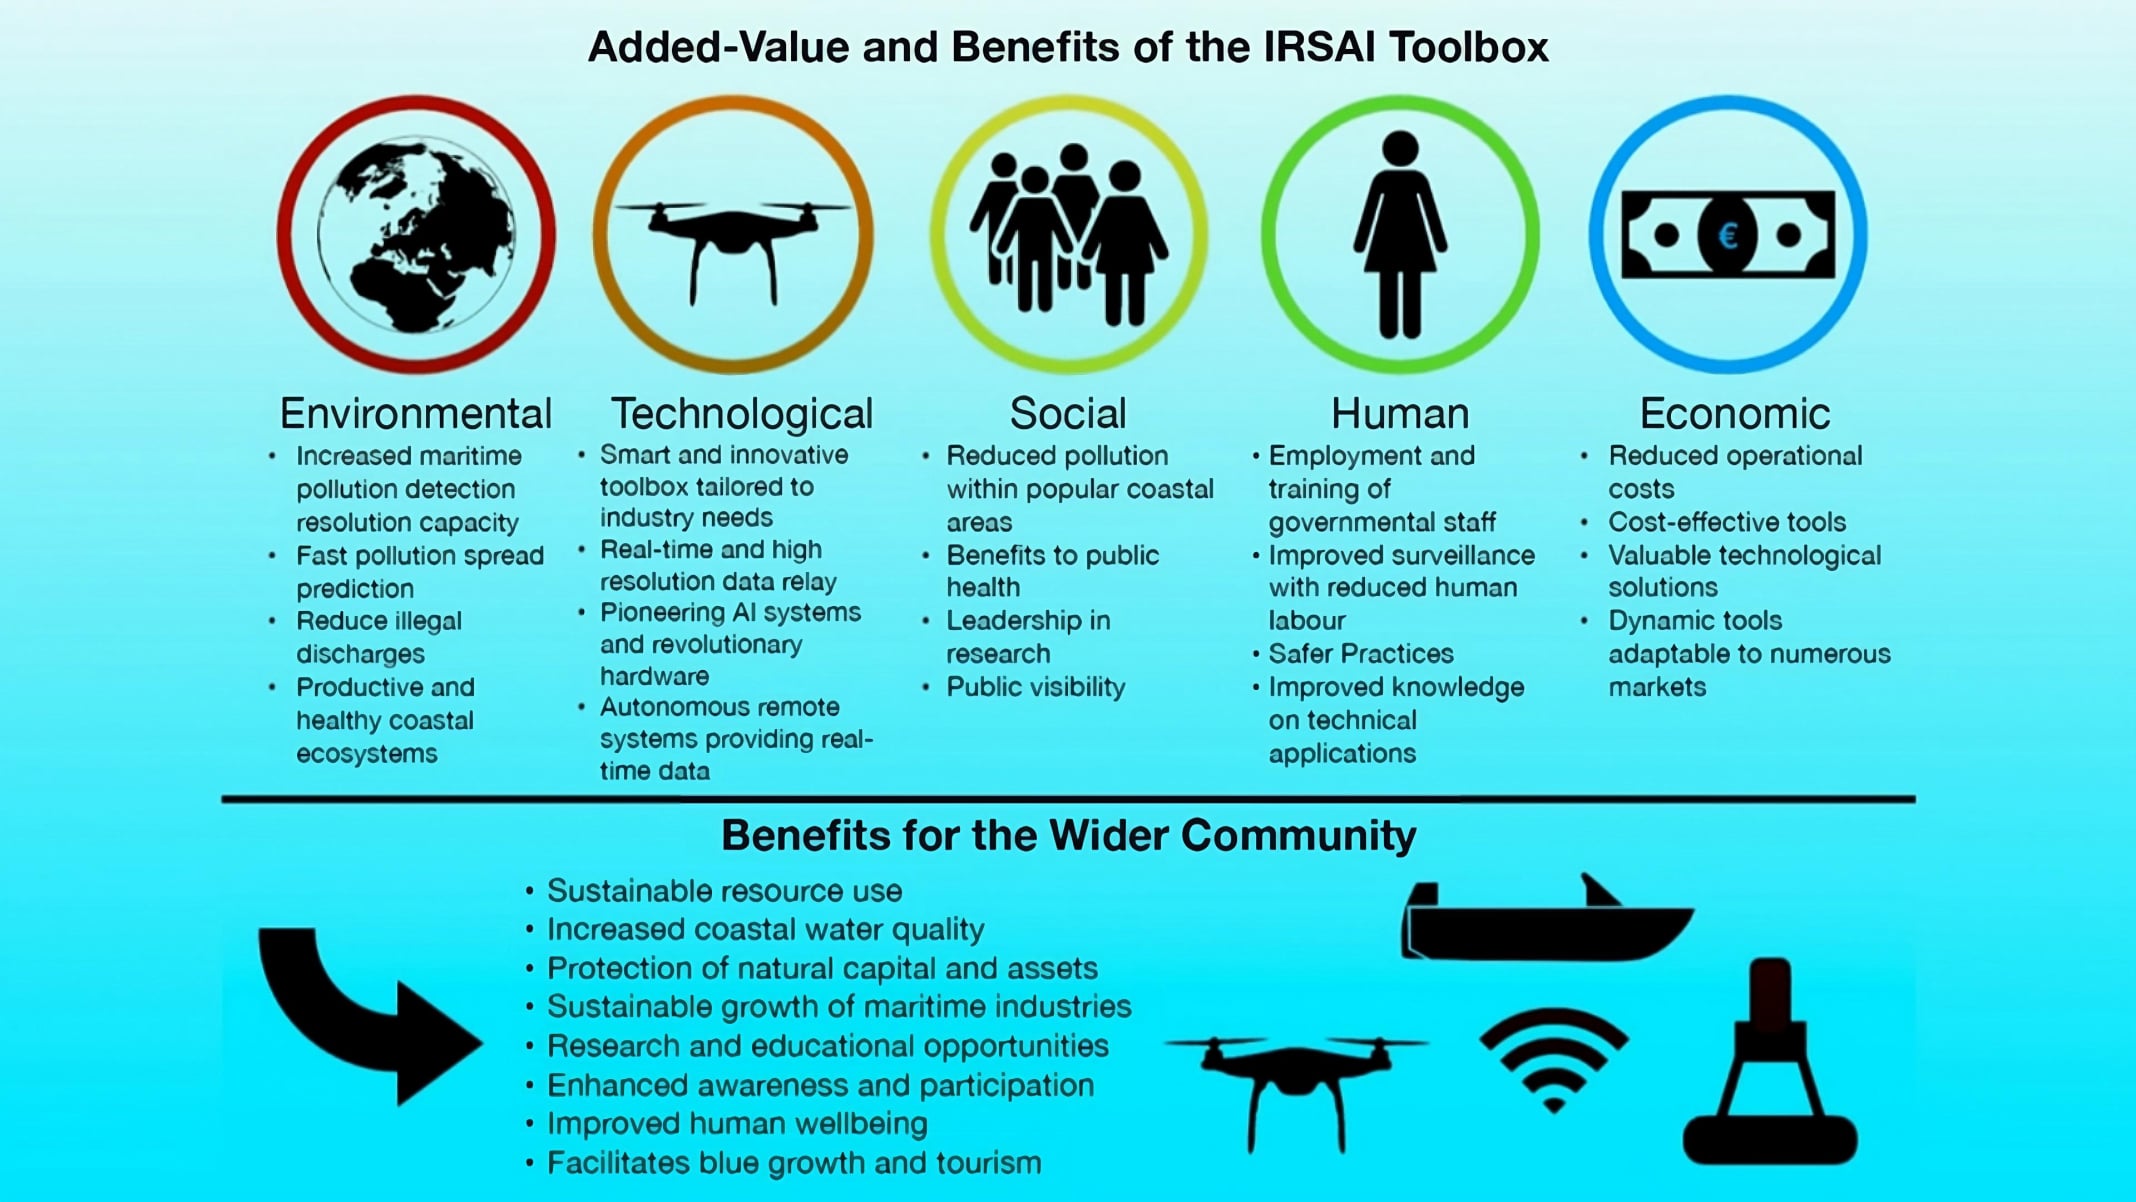 Added-Value and Benefits of the IRSAI Toolbox
€
Environmental
• Increased maritime
pollution detection
resolution capacity
• Fast pollution spread
prediction
• Reduce illegal
discharges
• Productive and
healthy coastal
ecosystems
Technological
• Smart and innovative
toolbox tailored to
industry needs
• Real-time and high
resolution data relay
• Pioneering AI systems
and revolutionary
hardware
• Autonomous remote
systems providing real-
time data
Social
• Reduced pollution
within popular coastal
areas
• Benefits to public
health
• Leadership in
research
• Public visibility
Human
• Employment and
training of
governmental staff
• Improved surveillance
with reduced human
labour
• Safer Practices
• Improved knowledge
on technical
applications
Economic
• Reduced operational
costs
• Cost-effective tools
• Valuable technological
solutions
• Dynamic tools
adaptable to numerous
markets
Benefits for the Wider Community
• Sustainable resource use
• Increased coastal water quality
• Protection of natural capital and assets
• Sustainable growth of maritime industries
• Research and educational opportunities
• Enhanced awareness and participation
• Improved human wellbeing
• Facilitates blue growth and tourism